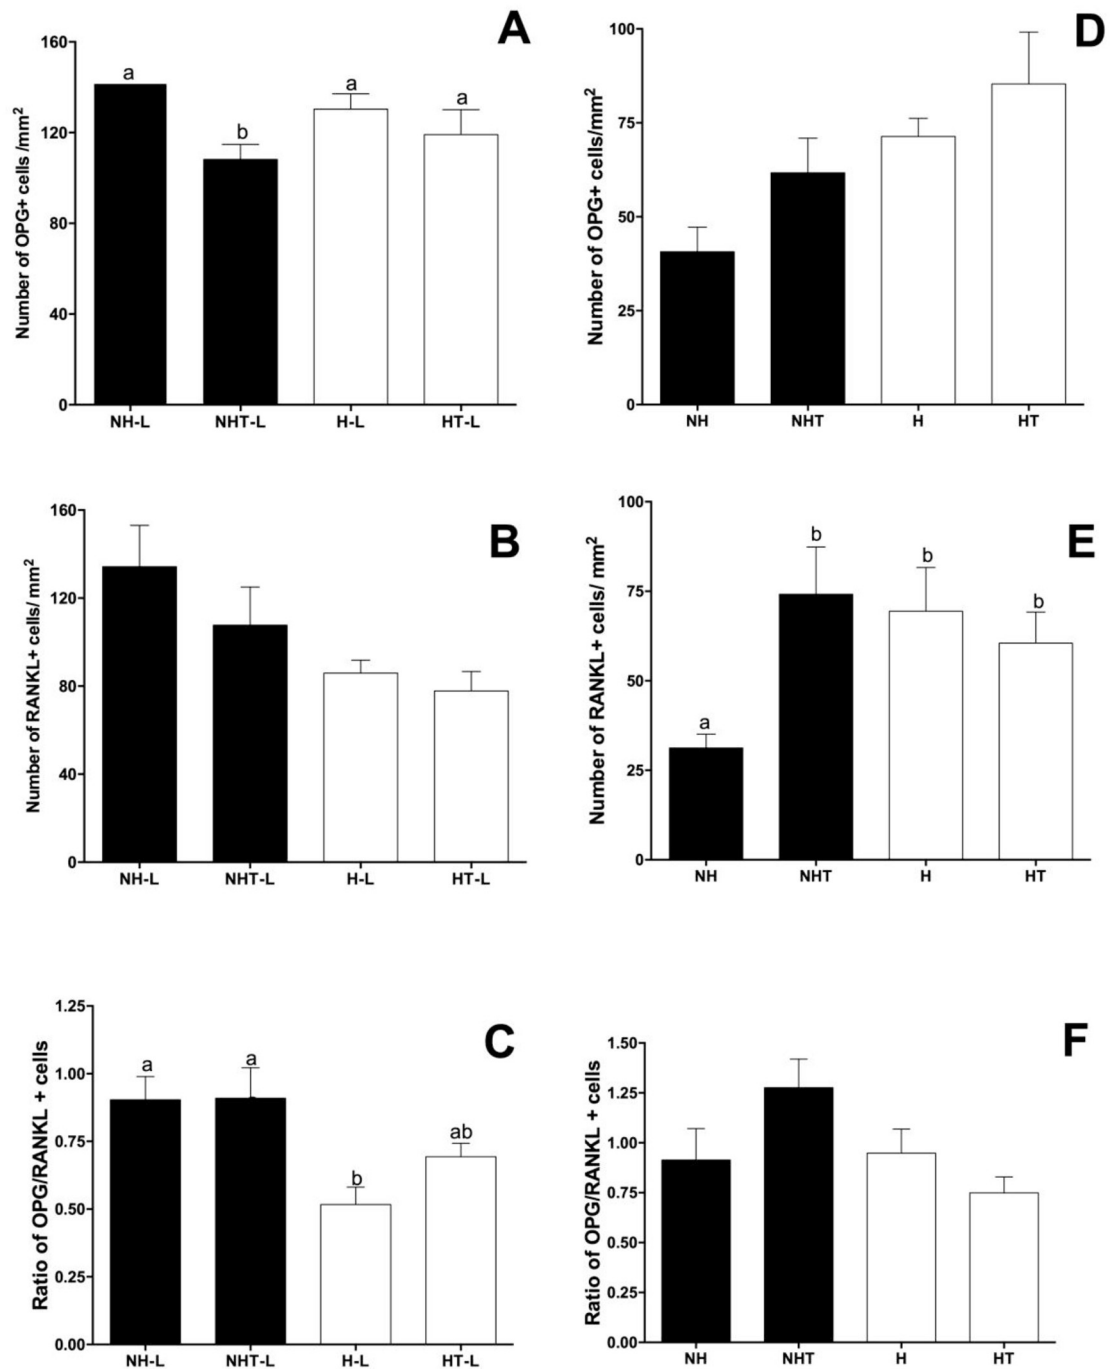 A
Number of OPG+ cells /mm2
160
120
80
40
0
a
b
a
a
NH-L NHT-L H-L HT-L
D
Number of OPG+ cells/mm2
100
75
50
25
0
NH NHT H HT
B
Number of RANKL+ cells/ mm2
160
120
80
40
0
NH-L NHT-L H-L HT-L
E
Number of RANKL+ cells/ mm2
100
75
50
25
0
a
b
b
b
NH NHT H HT
C
Ratio of OPG/RANKL + cells
1.25
1.00
0.75
0.50
0.25
0.00
a
a
b
ab
NH-L NHT-L H-L HT-L
F
Ratio of OPG/RANKL + cells
1.50
1.25
1.00
0.75
0.50
0.25
0.00
NH NHT H HT